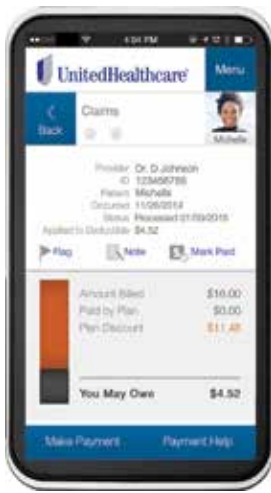 4:04 PM
UnitedHealthcare
Menu
Back
Claims
Michelle
Provider Dr. D Johnson
ID 123456788
Patient Michelle
Occurred 11/26/2014
Status Processed 01/09/2015
Applied to Deductible $4.52
Flag
Note
Mark Paid
Amount Billed $16.00
Paid by Plan $0.00
Plan Discount $11.48
You May Owe $4.52
Make Payment
Payment Help